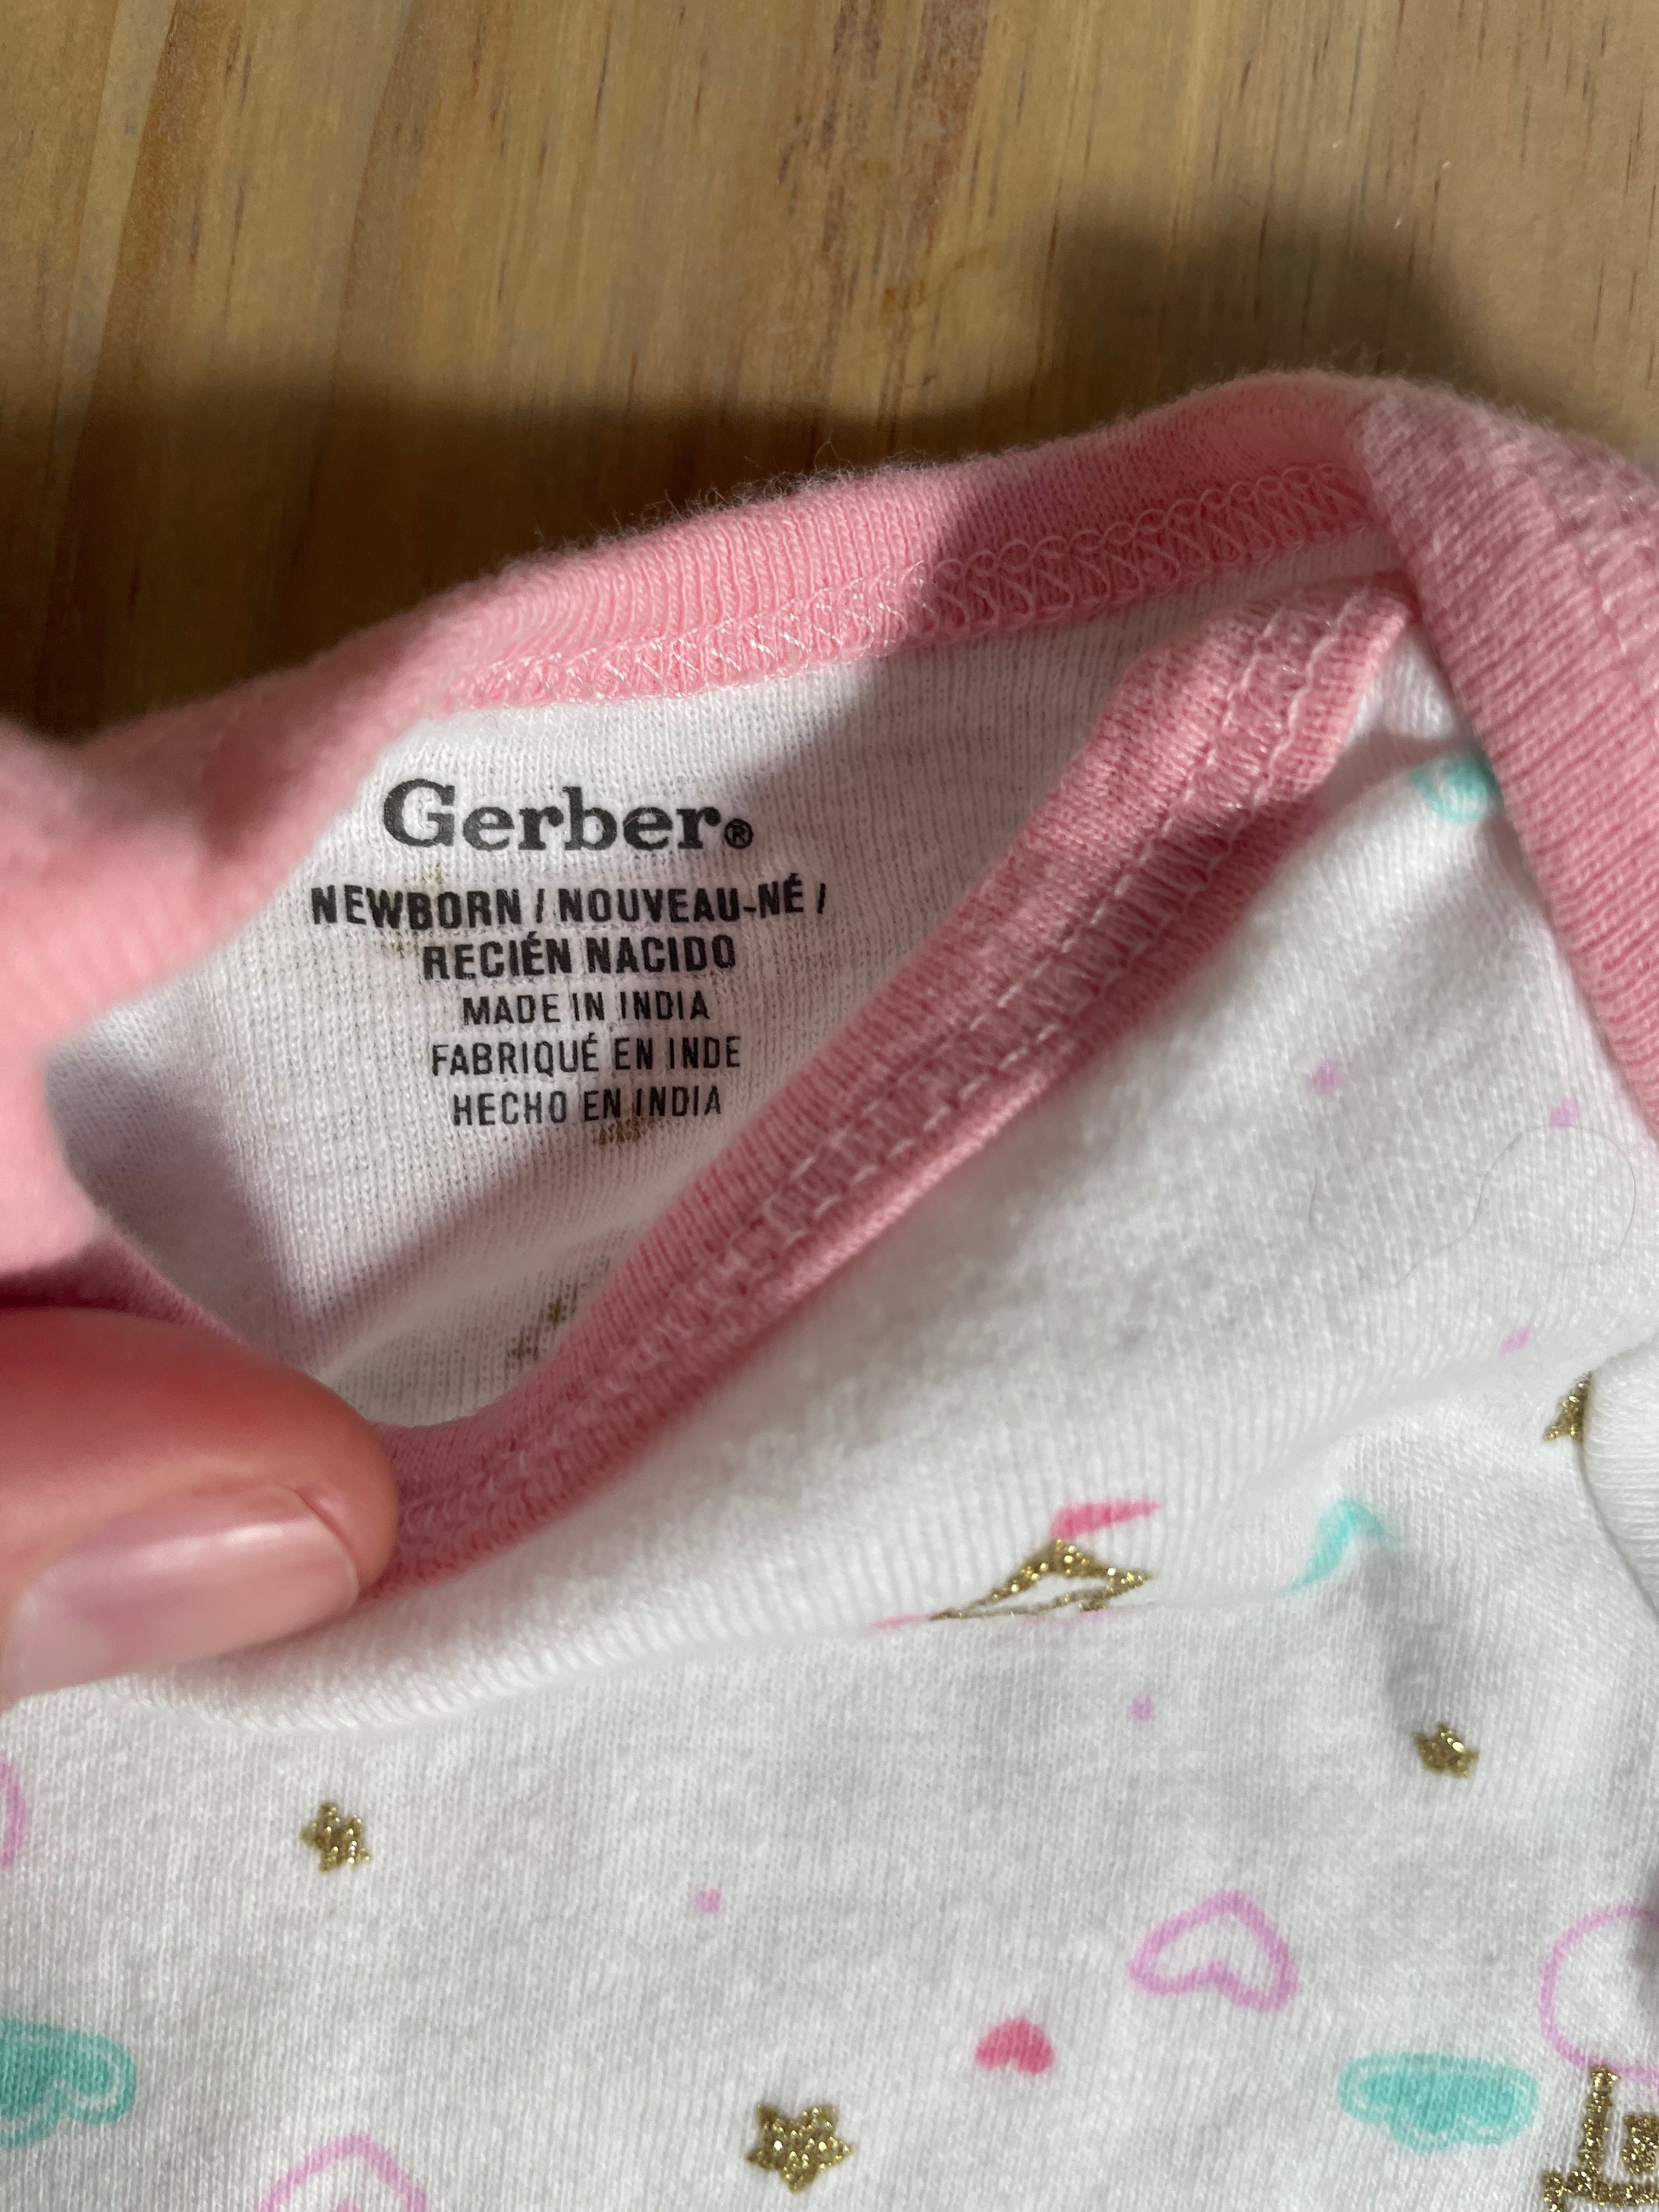 Gerber®
NEWBORN / NOUVEAU-NÉ /
RECIÉN NACIDO
MADE IN INDIA
FABRIQUÉ EN INDE
HECHO EN INDIA